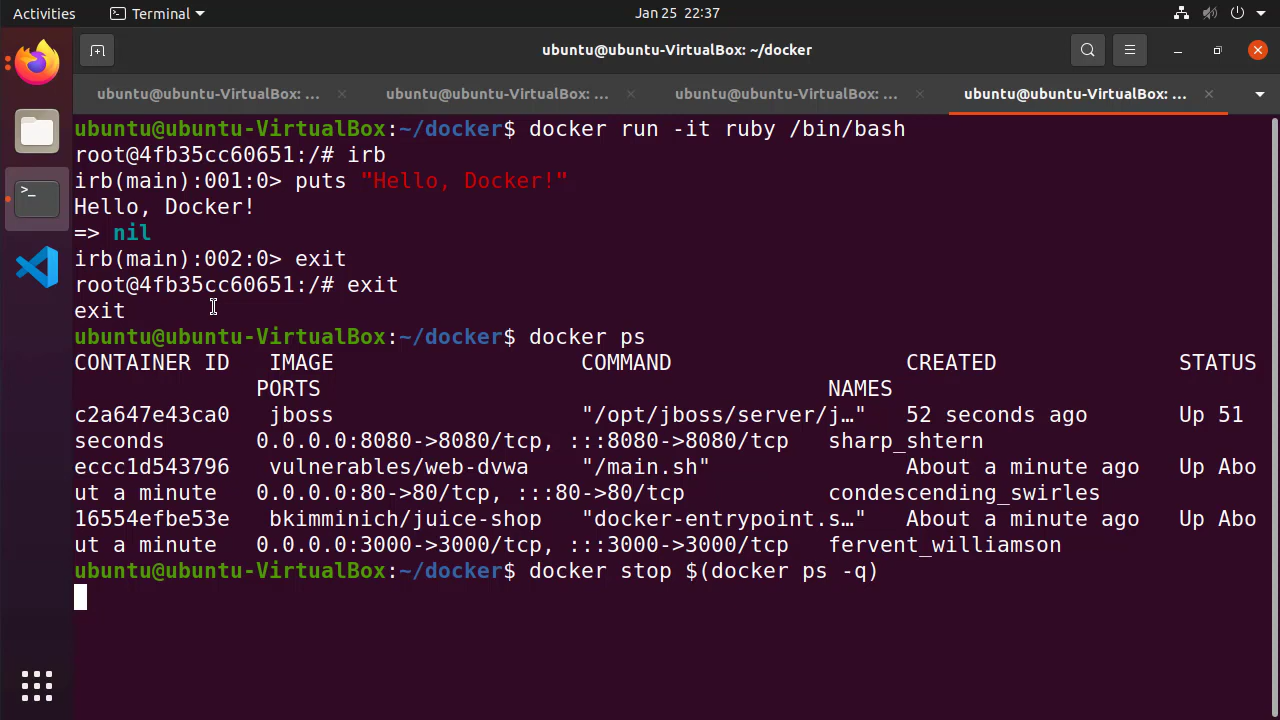 Activities Terminal Jan 25 22:37
ubuntu@ubuntu-VirtualBox: ~/docker
ubuntu@ubuntu-VirtualBox: ... ubuntu@ubuntu-VirtualBox: ... ubuntu@ubuntu-VirtualBox: ... ubuntu@ubuntu-VirtualBox: ...
ubuntu@ubuntu-VirtualBox:~/docker$ docker run -it ruby /bin/bash
root@4fb35cc60651:/# irb
irb(main):001:0> puts "Hello, Docker!"
Hello, Docker!
=> nil
irb(main):002:0> exit
root@4fb35cc60651:/# exit
exit
ubuntu@ubuntu-VirtualBox:~/docker$ docker ps
CONTAINER ID   IMAGE                   COMMAND                  CREATED              STATUS
              PORTS                                       NAMES
c2a647e43ca0   jboss                   "/opt/jboss/server/j…"   52 seconds ago       Up 51
seconds       0.0.0.0:8080->8080/tcp, :::8080->8080/tcp   sharp_shtern
eccc1d543796   vulnerables/web-dvwa    "/main.sh"               About a minute ago   Up Abo
ut a minute   0.0.0.0:80->80/tcp, :::80->80/tcp           condescending_swirles
16554efbe53e   bkimminich/juice-shop   "docker-entrypoint.s…"   About a minute ago   Up Abo
ut a minute   0.0.0.0:3000->3000/tcp, :::3000->3000/tcp   fervent_williamson
ubuntu@ubuntu-VirtualBox:~/docker$ docker stop $(docker ps -q)